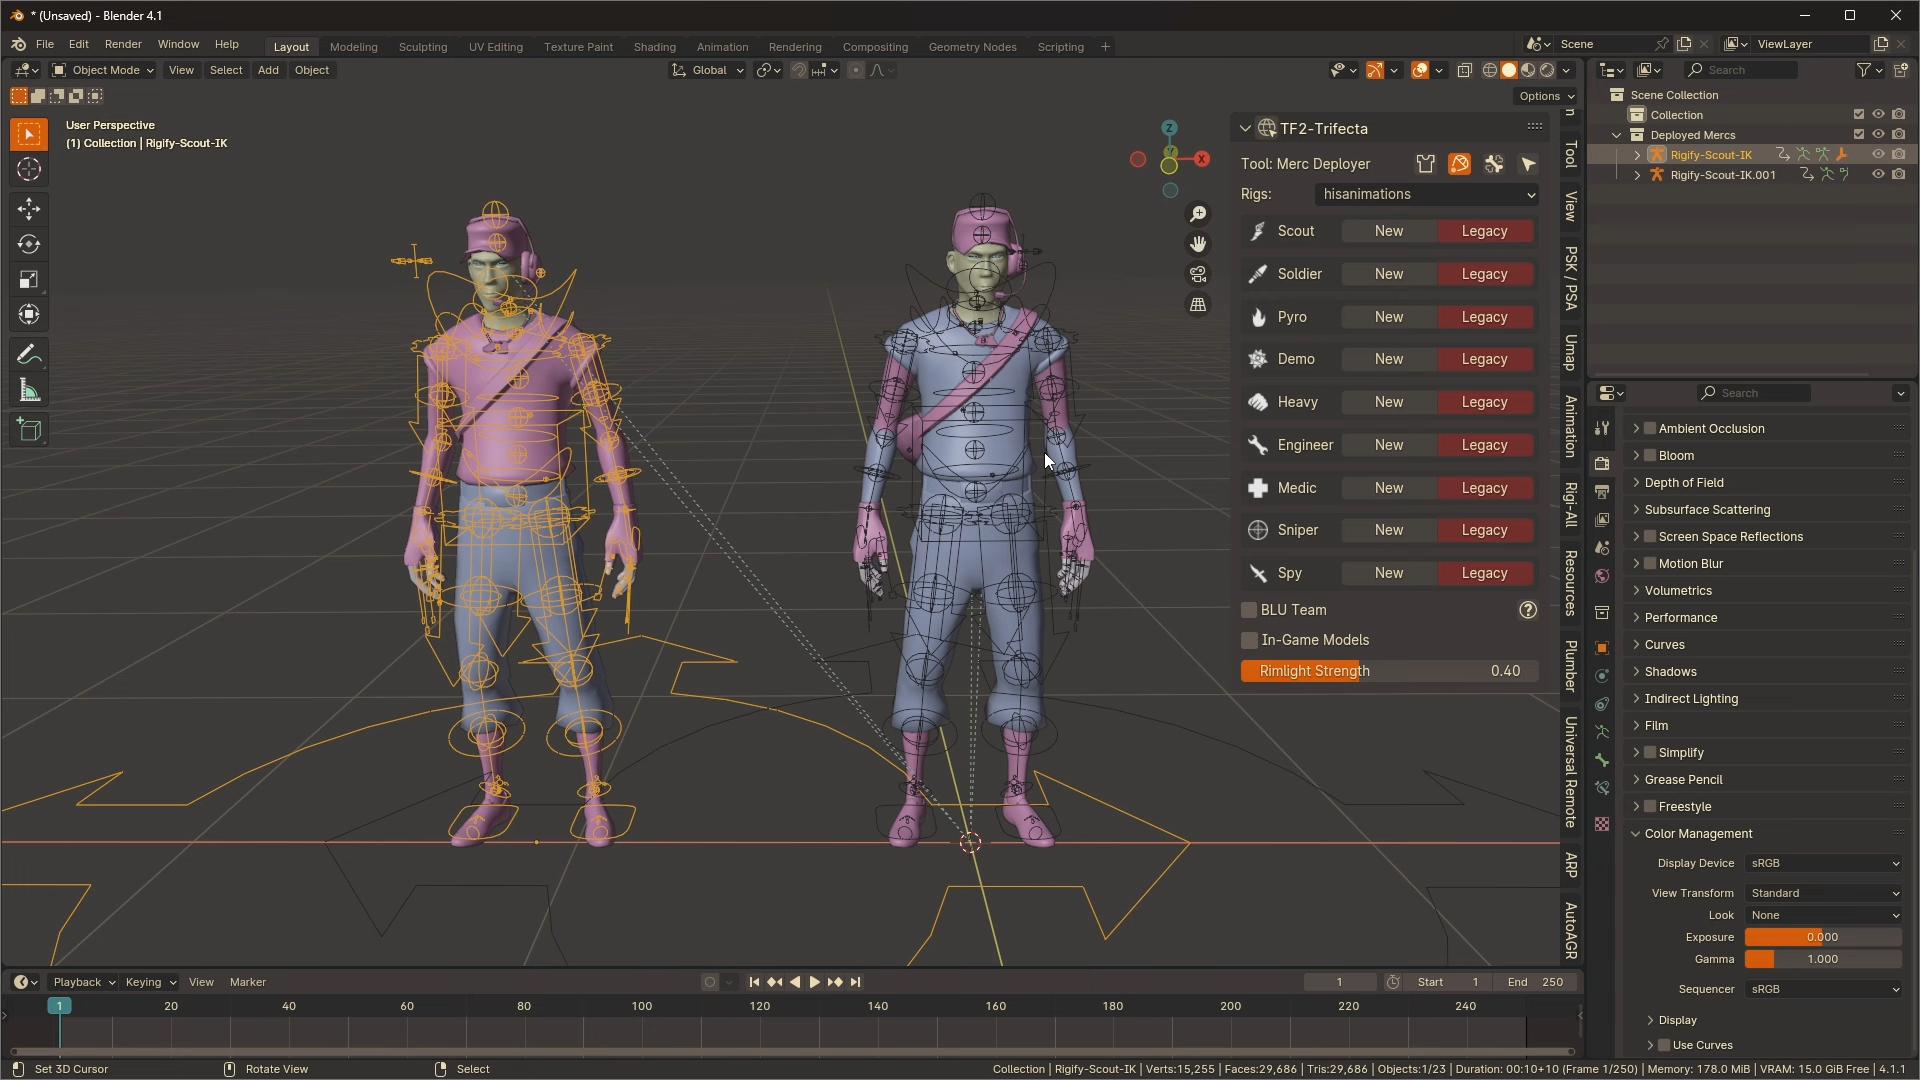 * (Unsaved) - Blender 4.1
File Edit Render Window Help
Layout Modeling Sculpting UV Editing Texture Paint Shading Animation Rendering Compositing Geometry Nodes Scripting +
Scene
ViewLayer
Object Mode View Select Add Object
Global
Search
Options
User Perspective
(1) Collection | Rigify-Scout-IK
Z
Y
X
TF2-Trifecta
Tool: Merc Deployer
Rigs: hisanimations
Scout New Legacy
Soldier New Legacy
Pyro New Legacy
Demo New Legacy
Heavy New Legacy
Engineer New Legacy
Medic New Legacy
Sniper New Legacy
Spy New Legacy
BLU Team ?
In-Game Models
Rimlight Strength 0.40
Tool
View
PSK / PSA
Umap
Animation
Rigi-All
Resources
Plumber
Universal Remote
ARP
AutoAGR
Scene Collection
Collection
Deployed Mercs
Rigify-Scout-IK
Rigify-Scout-IK.001
Search
Ambient Occlusion
Bloom
Depth of Field
Subsurface Scattering
Screen Space Reflections
Motion Blur
Volumetrics
Performance
Curves
Shadows
Indirect Lighting
Film
Simplify
Grease Pencil
Freestyle
Color Management
Display Device sRGB
View Transform Standard
Look None
Exposure 0.000
Gamma 1.000
Sequencer sRGB
Display
Use Curves
Playback Keying View Marker
1 Start 1 End 250
1 20 40 60 80 100 120 140 160 180 200 220 240
Set 3D Cursor Rotate View Select
Collection | Rigify-Scout-IK | Verts:15,255 | Faces:29,686 | Tris:29,686 | Objects:1/23 | Duration: 00:10+10 (Frame 1/250) | Memory: 178.0 MiB | VRAM: 15.0 GiB Free | 4.1.1